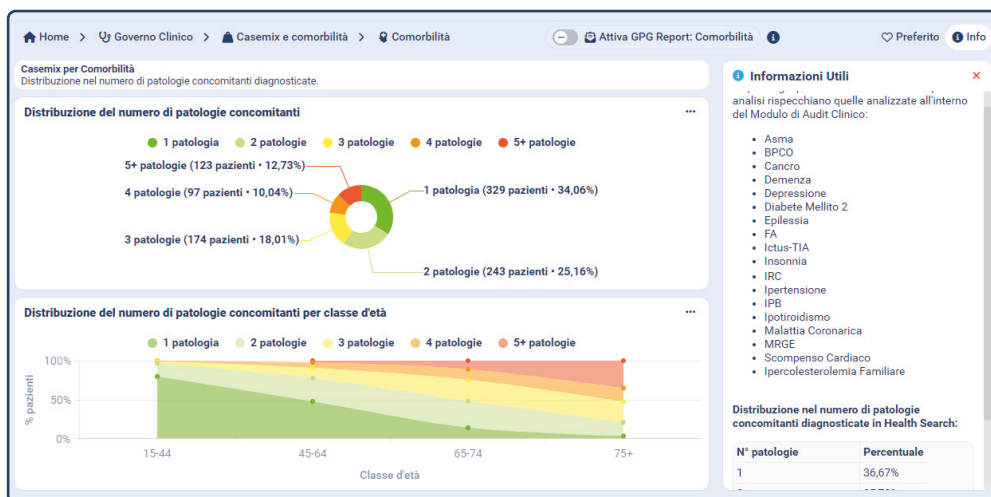 Home > Governo Clinico > Casemix e comorbilità > Comorbilità
Attiva GPG Report: Comorbilità
Preferito
Info
Casemix per Comorbilità
Distribuzione nel numero di patologie concomitanti diagnosticate.
Distribuzione del numero di patologie concomitanti
1 patologia 2 patologie 3 patologie 4 patologie 5+ patologie
5+ patologie (123 pazienti • 12,73%)
4 patologie (97 pazienti • 10,04%)
1 patologia (329 pazienti • 34,06%)
3 patologie (174 pazienti • 18,01%)
2 patologie (243 pazienti • 25,16%)
Distribuzione del numero di patologie concomitanti per classe d'età
1 patologia 2 patologie 3 patologie 4 patologie 5+ patologie
100%
50%
0%
% pazienti
15-44 45-64 65-74 75+
Classe d'età
Informazioni Utili
analisi rispecchiano quelle analizzate all'interno
del Modulo di Audit Clinico:
• Asma
• BPCO
• Cancro
• Demenza
• Depressione
• Diabete Mellito 2
• Epilessia
• FA
• Ictus-TIA
• Insonnia
• IRC
• Ipertensione
• IPB
• Ipotiroidismo
• Malattia Coronarica
• MRGE
• Scompenso Cardiaco
• Ipercolesterolemia Familiare
Distribuzione nel numero di patologie
concomitanti diagnosticate in Health Search:
N° patologie Percentuale
1 36,67%